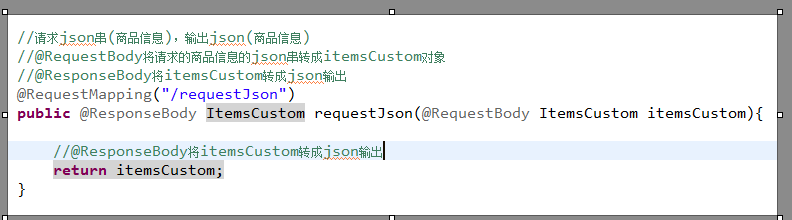 //请求json串(商品信息)，输出json(商品信息)
//@RequestBody将请求的商品信息的json串转成itemsCustom对象
//@ResponseBody将itemsCustom转成json输出
@RequestMapping("/requestJson")
public @ResponseBody ItemsCustom requestJson(@RequestBody ItemsCustom itemsCustom){
//@ResponseBody将itemsCustom转成json输出
return itemsCustom;
}